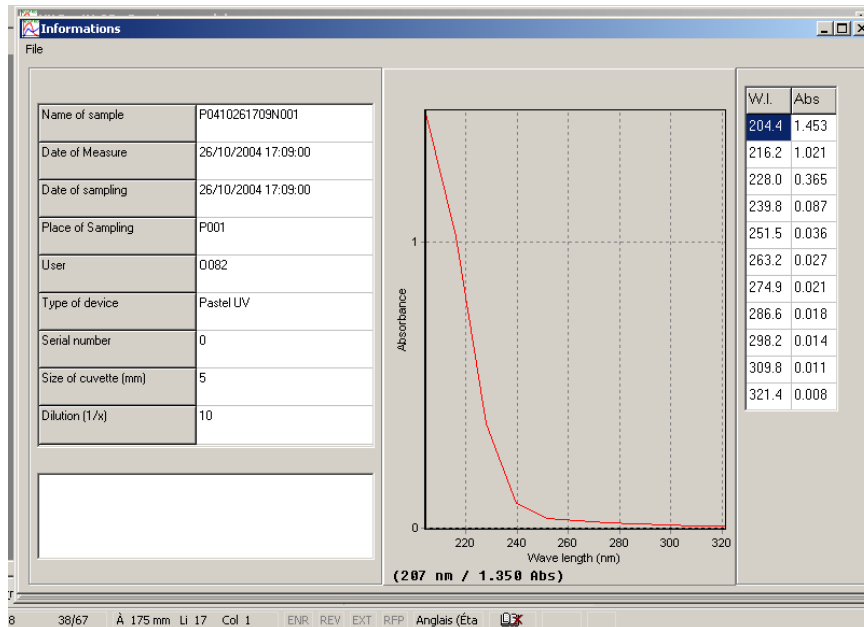 Informations
File
Name of sample P0410261709N001
Date of Measure 26/10/2004 17:09:00
Date of sampling 26/10/2004 17:09:00
Place of Sampling P001
User O082
Type of device Pastel UV
Serial number 0
Size of cuvette (mm) 5
Dilution (1/x) 10
Absorbance
1
0
220 240 260 280 300 320
Wave length (nm)
(207 nm / 1.350 Abs)
W.l. Abs
204.4 1.453
216.2 1.021
228.0 0.365
239.8 0.087
251.5 0.036
263.2 0.027
274.9 0.021
286.6 0.018
298.2 0.014
309.8 0.011
321.4 0.008
8 38/67 À 175 mm Li 17 Col 1 ENR REV EXT RFP Anglais (Éta